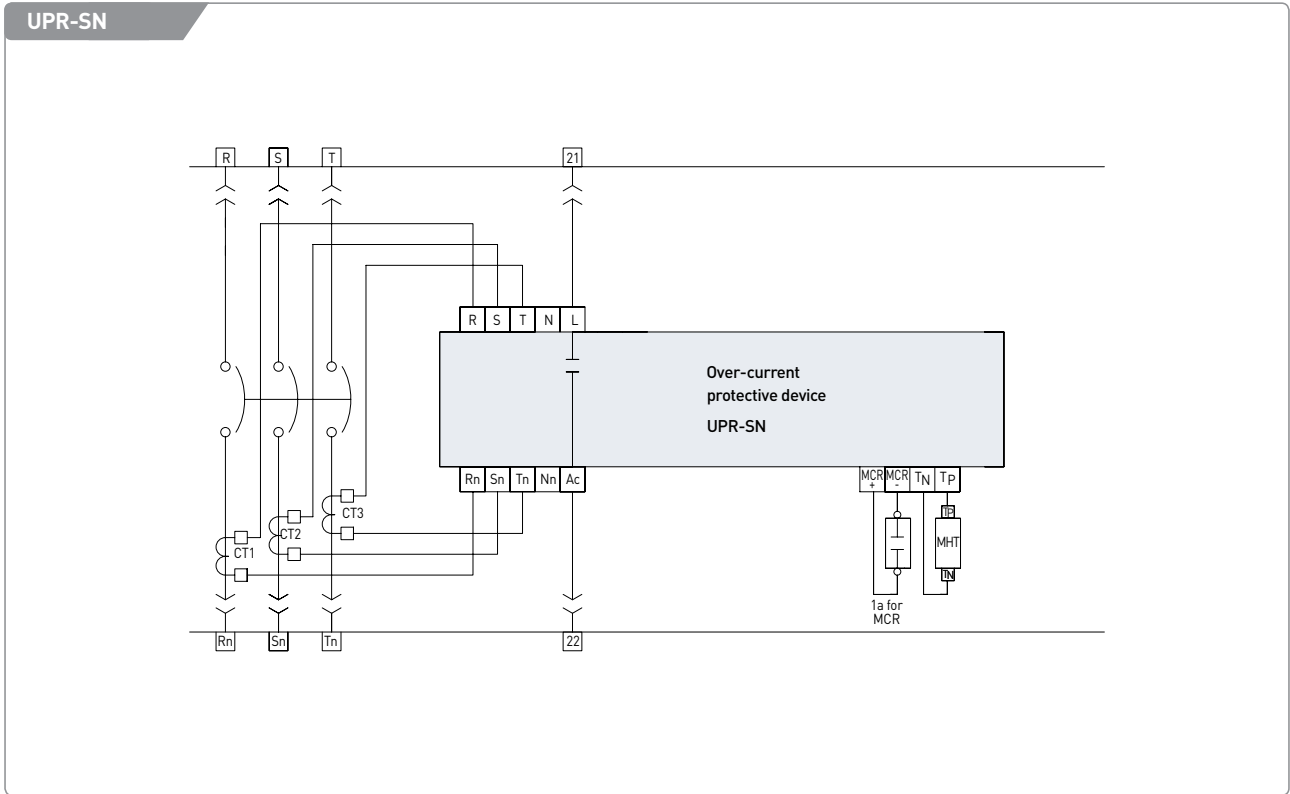 UPR-SN
R S T 21
R S T N L
Over-current
protective device
UPR-SN
Rn Sn Tn Nn Ac
MCR + MCR - TN TP
CT3
CT2
CT1
TP
MHT
TN
1a for
MCR
Rn Sn Tn 22